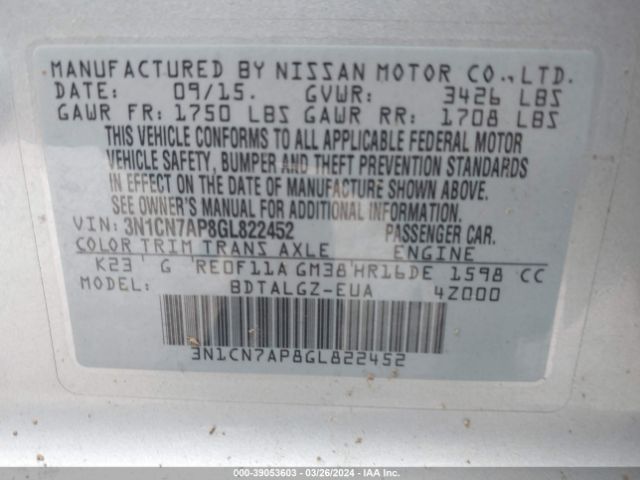 MANUFACTURED BY NISSAN MOTOR CO., LTD.
DATE: 09/15. GVWR: 3426 LBS
GAWR FR: 1750 LBS GAWR RR: 1708 LBS
THIS VEHICLE CONFORMS TO ALL APPLICABLE FEDERAL MOTOR
VEHICLE SAFETY, BUMPER AND THEFT PREVENTION STANDARDS
IN EFFECT ON THE DATE OF MANUFACTURE SHOWN ABOVE.
SEE OWNER'S MANUAL FOR ADDITIONAL INFORMATION.
VIN: 3N1CN7AP8GL822452 PASSENGER CAR.
COLOR TRIM TRANS AXLE ENGINE
K23 G RE0F11A GM38 HR16DE 1598 CC
MODEL: BDTALGZ-EUA 4Z000
3N1CN7AP8GL822452
000-39053603 | 03/26/2024 | IAAI.COM